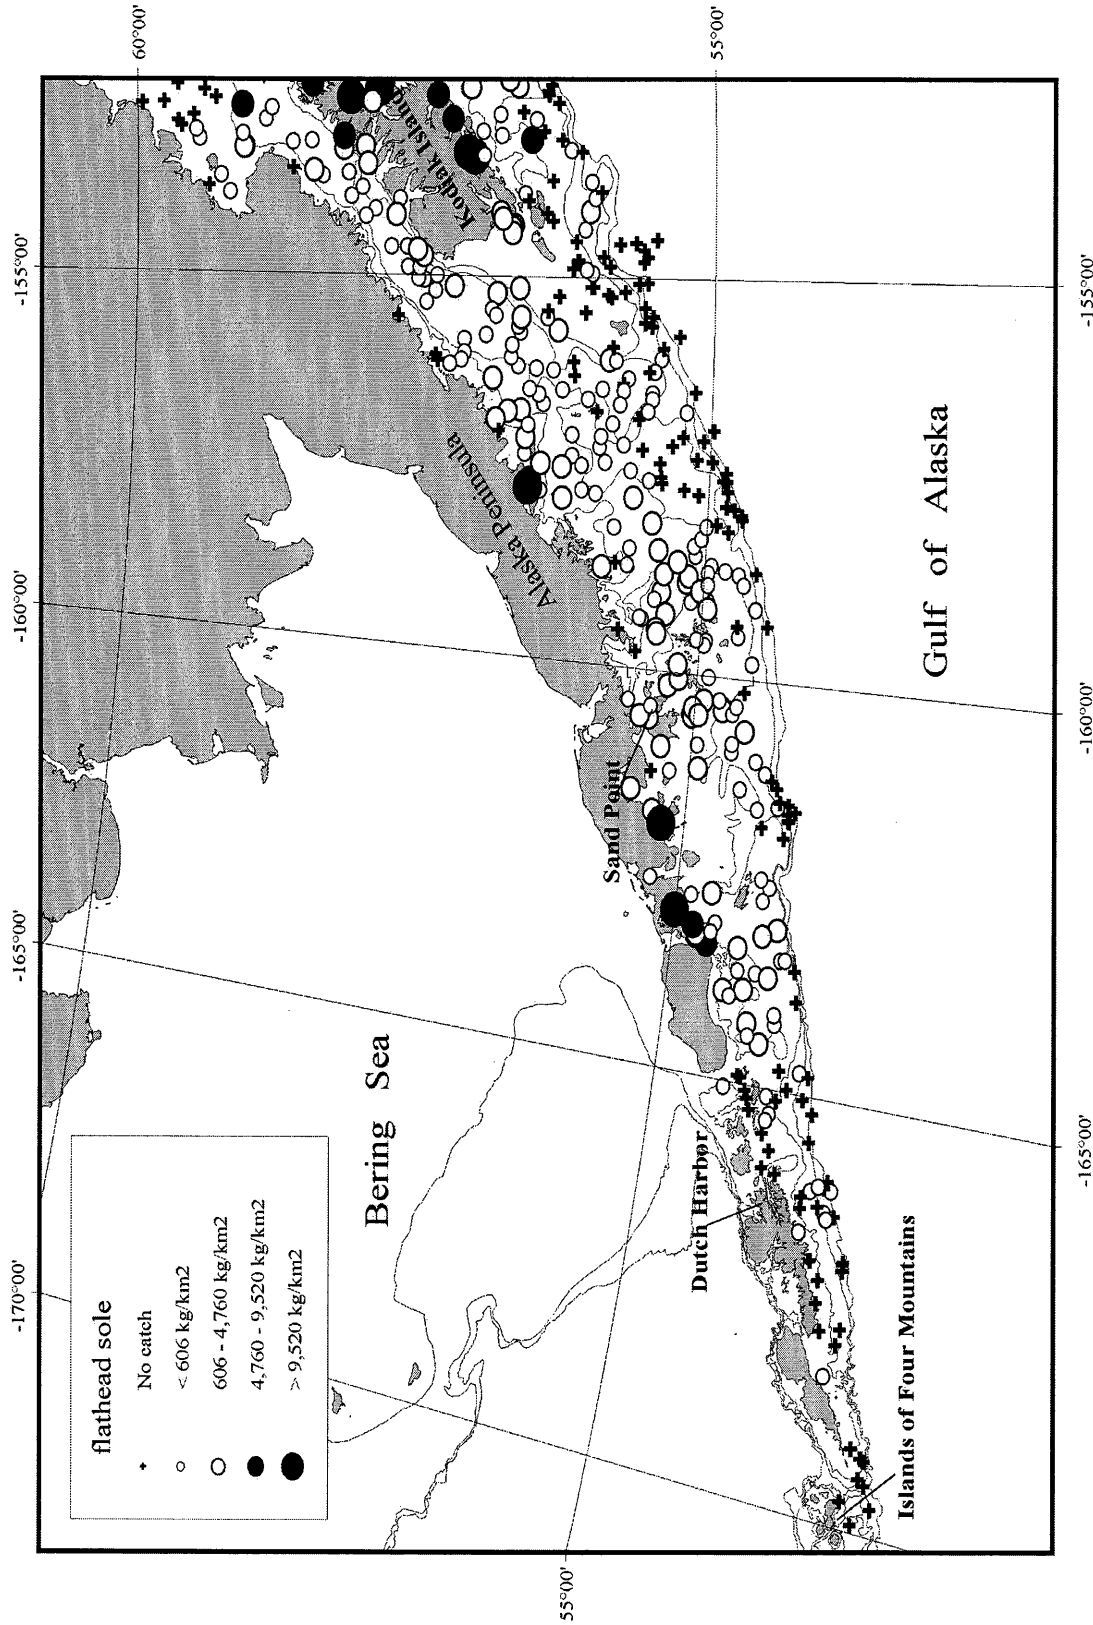 -170°00'
-165°00'
-160°00'
-155°00'
60°00'
flathead sole
No catch
< 606 kg/km2
606 - 4,760 kg/km2
4,760 - 9,520 kg/km2
> 9,520 kg/km2
Bering Sea
Alaska Peninsula
Kodiak Island
Sand Point
Dutch Harbor
Islands of Four Mountains
Gulf of Alaska
55°00'
55°00'
-165°00'
-160°00'
-155°00'